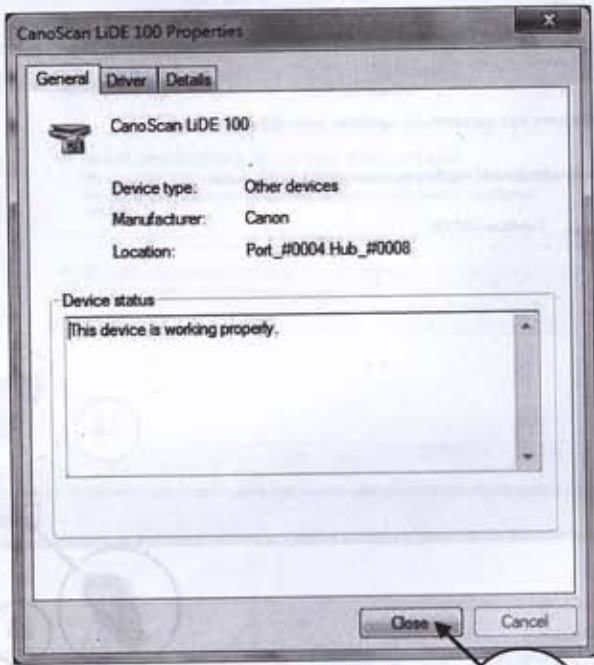 CanoScan LiDE 100 Properties
General Driver Details
CanoScan LiDE 100
Device type: Other devices
Manufacturer: Canon
Location: Port_#0004.Hub_#0008
Device status
This device is working properly.
Close Cancel